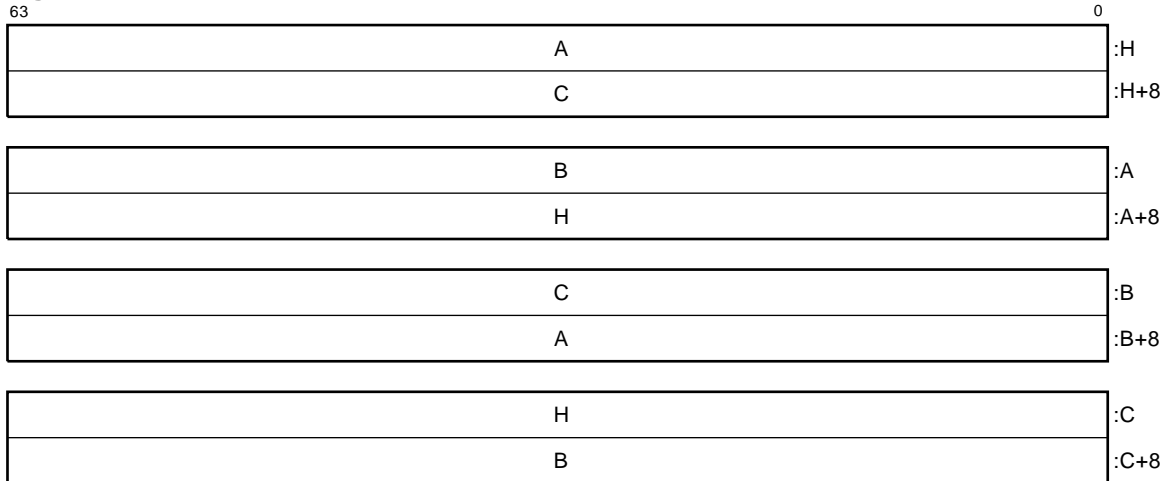 63 0
A :H
C :H+8
B :A
H :A+8
C :B
A :B+8
H :C
B :C+8